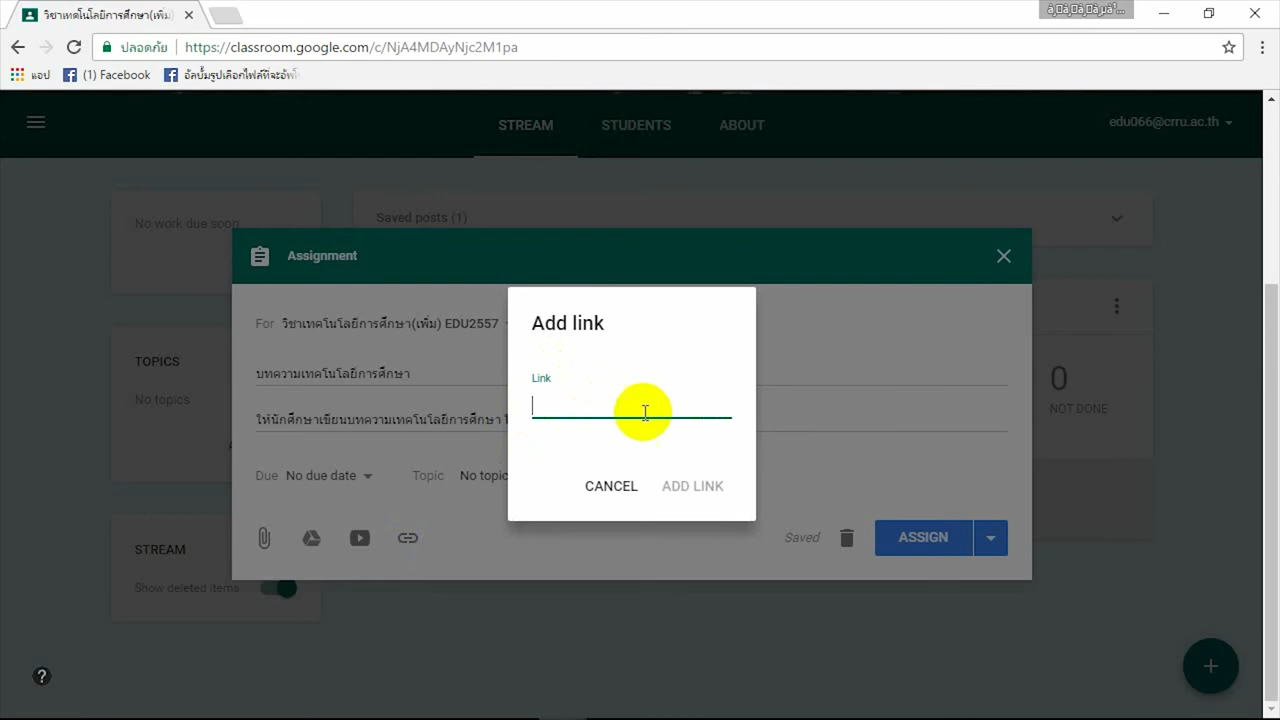 วิชาเทคโนโลยีการศึกษา(เพิ่ม)
ปลอดภัย
https://classroom.google.com/c/NjA4MDAyNjc2M1pa
แอป
(1) Facebook
อัลบั้มรูปเลือกไฟล์ที่จะอัพโ
STREAM
STUDENTS
ABOUT
edu066@crru.ac.th
No work due soon
Saved posts (1)
Assignment
Add link
For วิชาเทคโนโลยีการศึกษา(เพิ่ม) EDU2557
TOPICS
บทความเทคโนโลยีการศึกษา
Link
0
No topics
NOT DONE
ให้นักศึกษาเขียนบทความเทคโนโลยีการศึกษา
Due No due date
Topic No topic
CANCEL
ADD LINK
Saved
ASSIGN
STREAM
Show deleted items
?